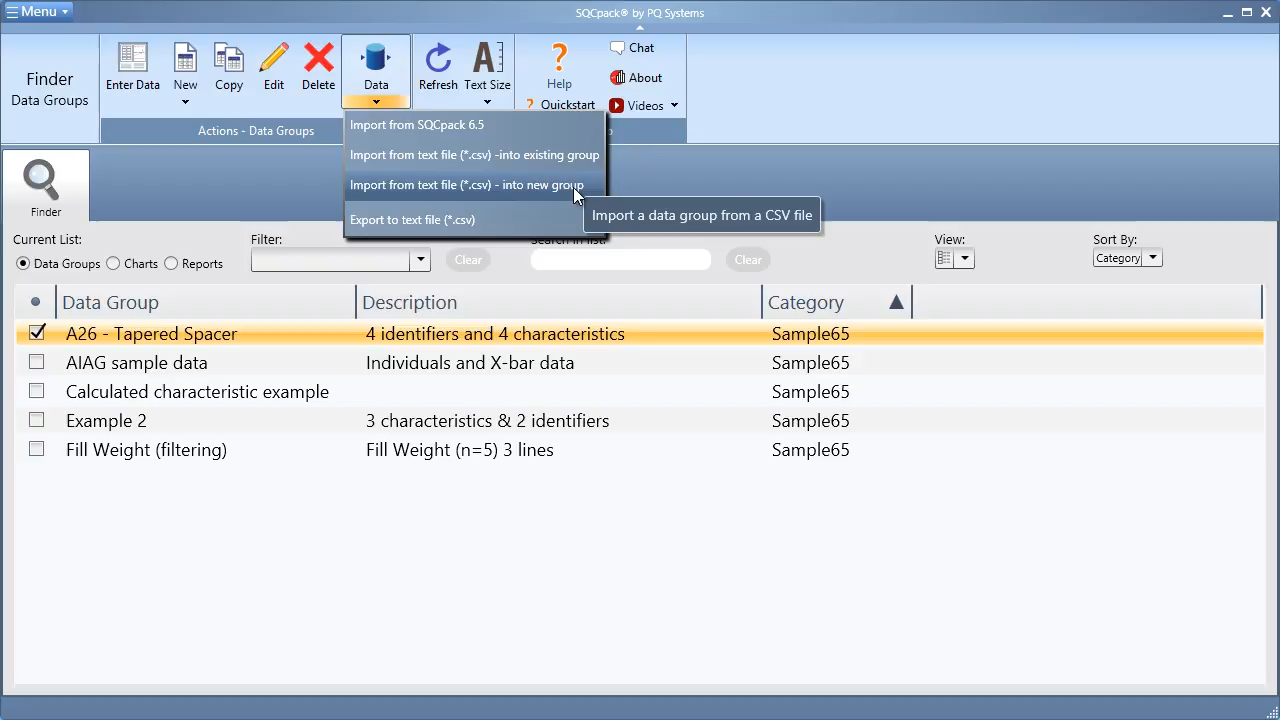 Menu
SQCpack® by PQ Systems
Finder
Data Groups
Enter Data
New
Copy
Edit
Delete
Data
Refresh
Text Size
Help
? Quickstart
Chat
About
Videos
Actions - Data Groups
Import from SQCpack 6.5
Import from text file (*.csv) -into existing group
Import from text file (*.csv) - into new group
Export to text file (*.csv)
Import a data group from a CSV file
Finder
Current List:
Data Groups Charts Reports
Filter:
Clear
Search in list:
Clear
View:
Sort By:
Category
Data Group Description Category
A26 - Tapered Spacer 4 identifiers and 4 characteristics Sample65
AIAG sample data Individuals and X-bar data Sample65
Calculated characteristic example Sample65
Example 2 3 characteristics & 2 identifiers Sample65
Fill Weight (filtering) Fill Weight (n=5) 3 lines Sample65